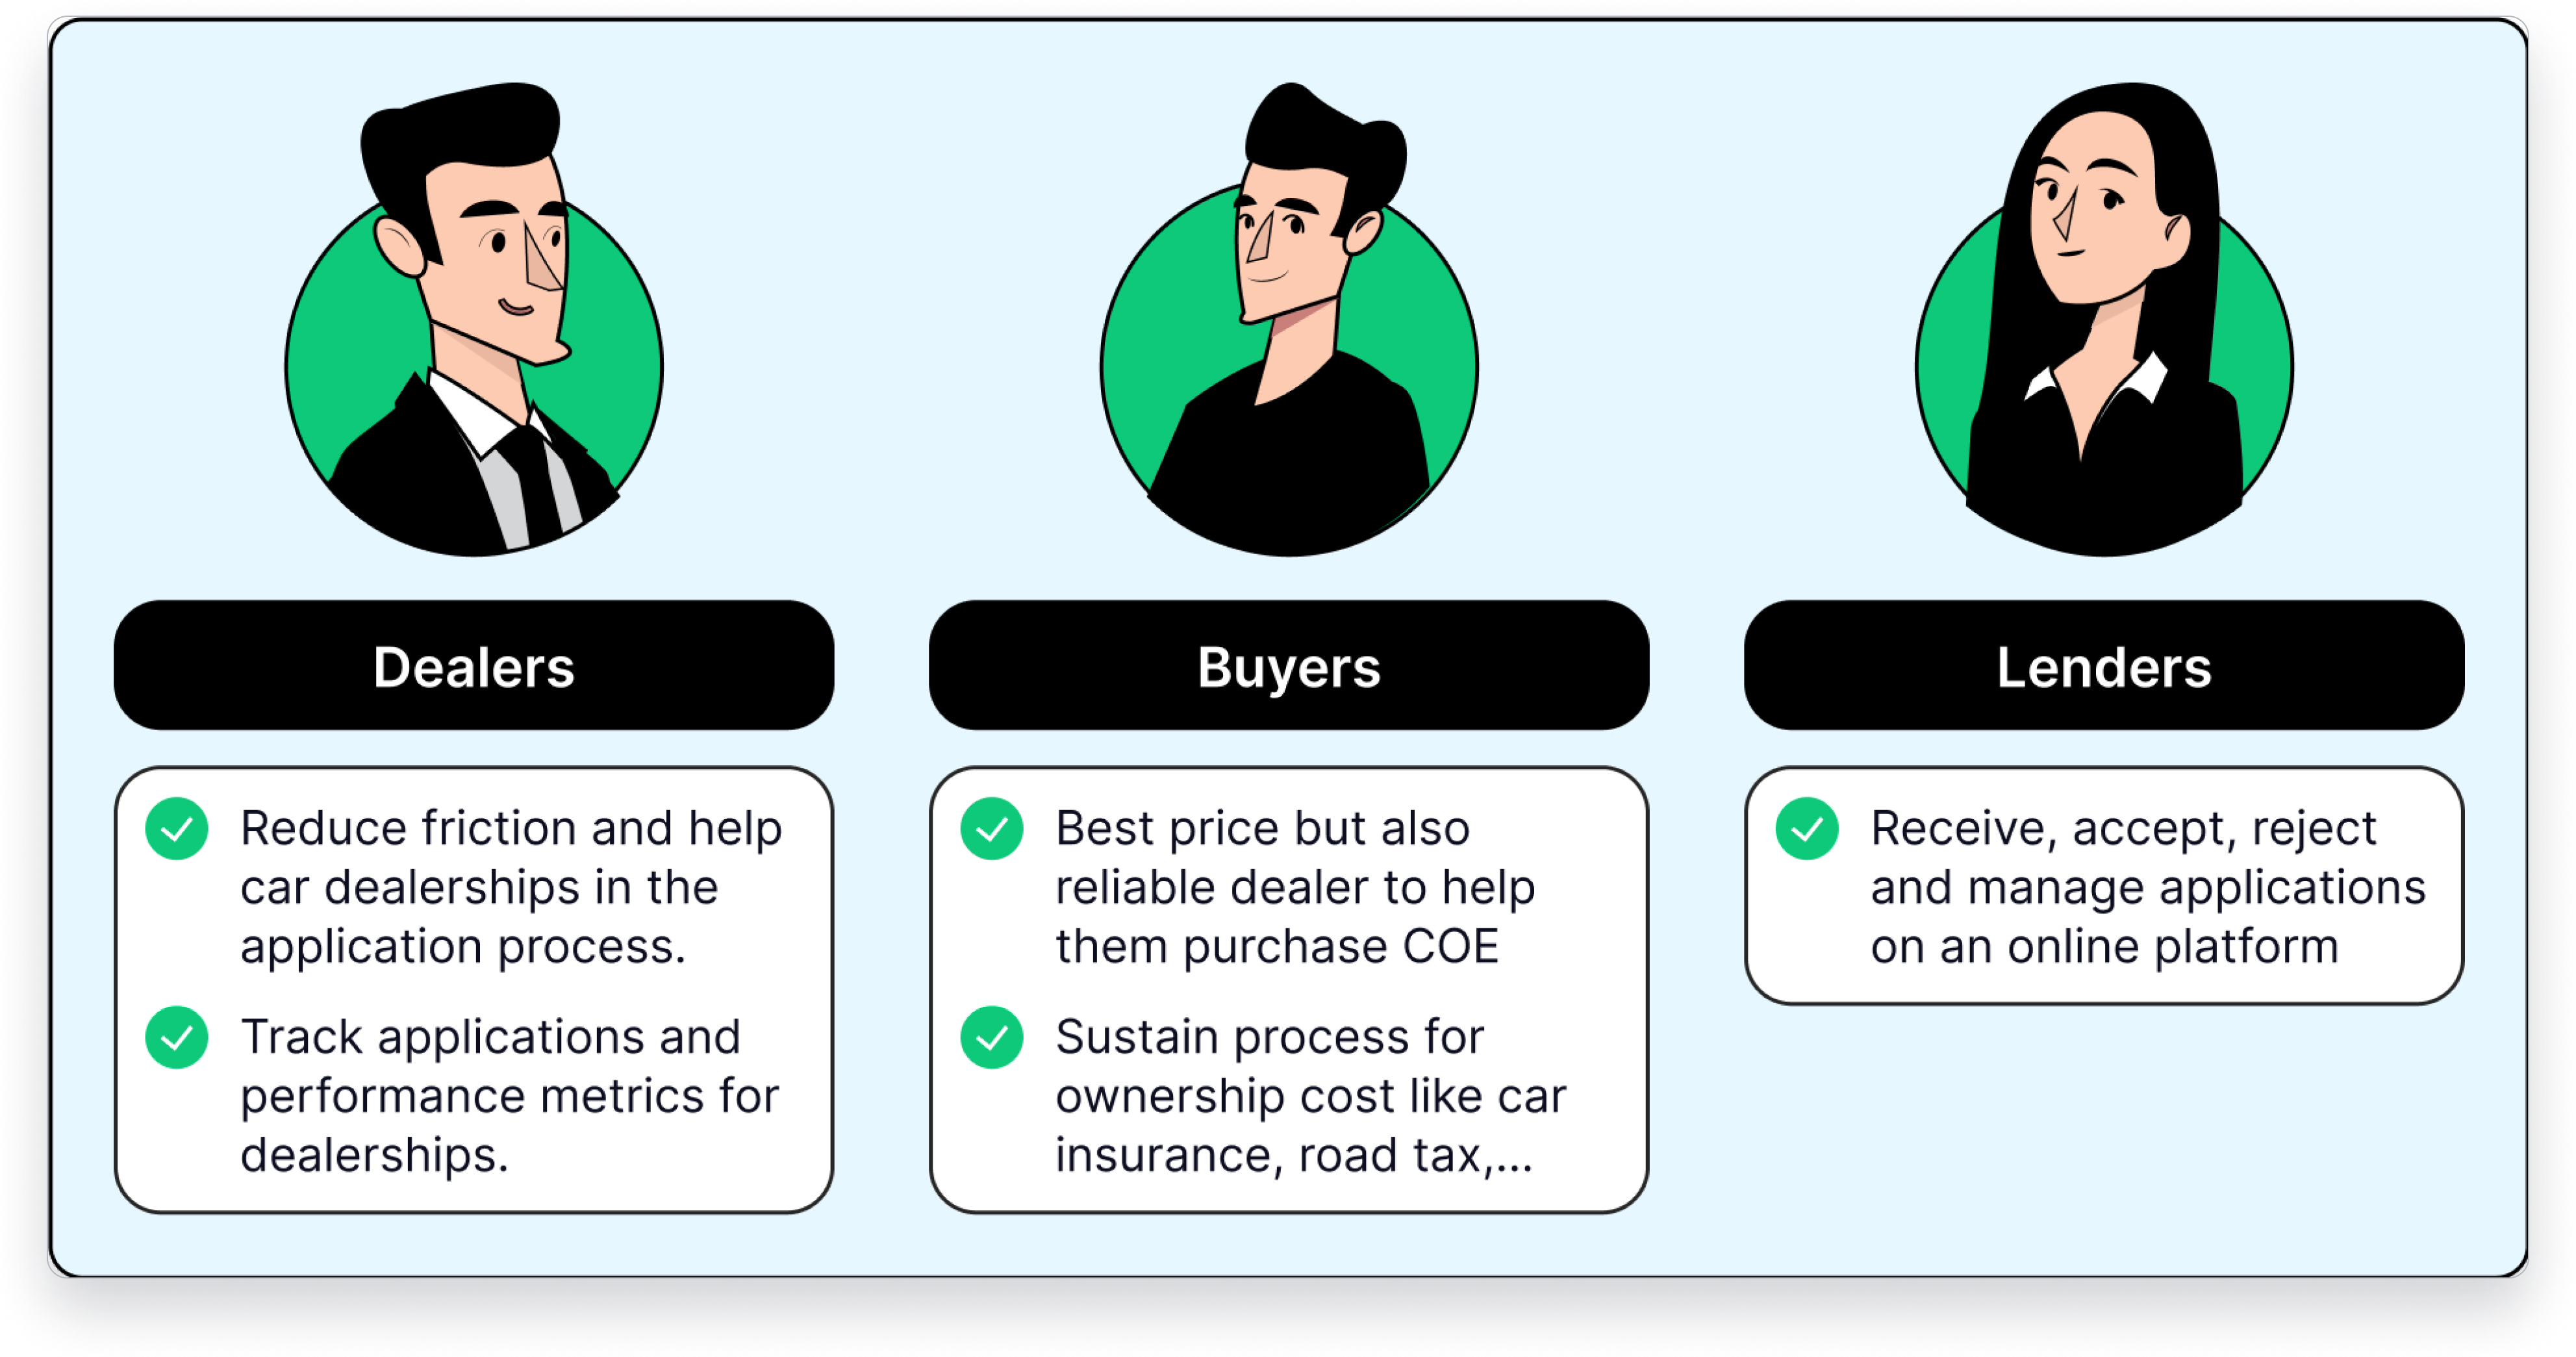 Dealers
Reduce friction and help
car dealerships in the
application process.
Track applications and
performance metrics for
dealerships.
Buyers
Best price but also
reliable dealer to help
them purchase COE
Sustain process for
ownership cost like car
insurance, road tax,...
Lenders
Receive, accept, reject
and manage applications
on an online platform